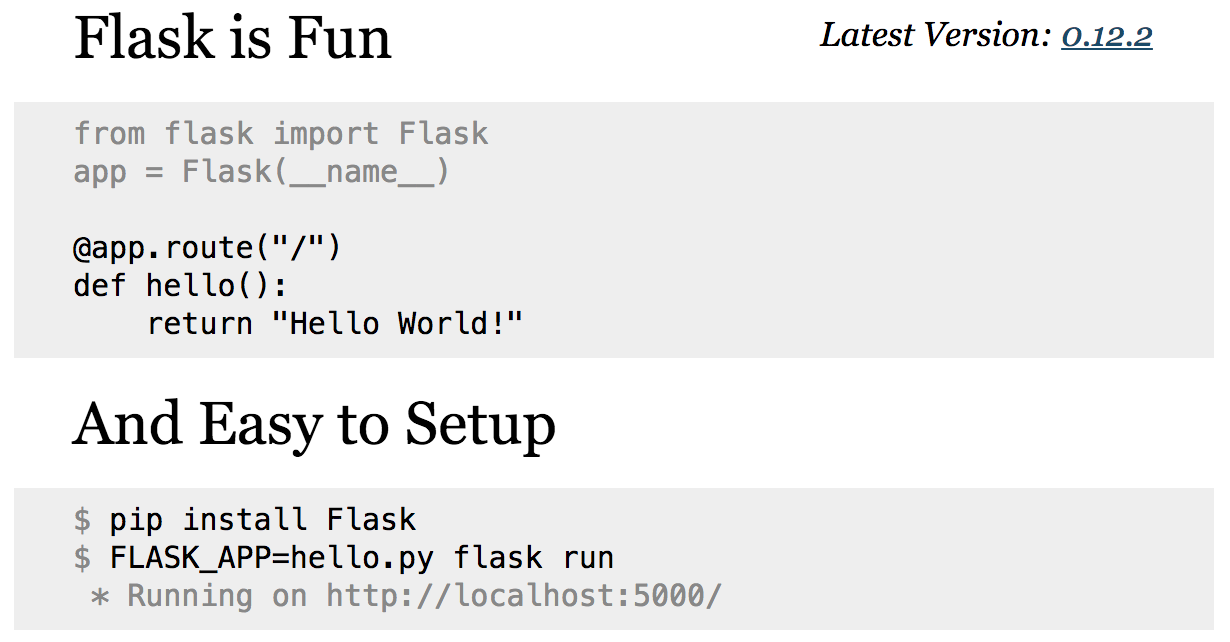 Flask is Fun
Latest Version: 0.12.2
from flask import Flask
app = Flask(__name__)
@app.route("/")
def hello():
    return "Hello World!"
And Easy to Setup
$ pip install Flask
$ FLASK_APP=hello.py flask run
 * Running on http://localhost:5000/